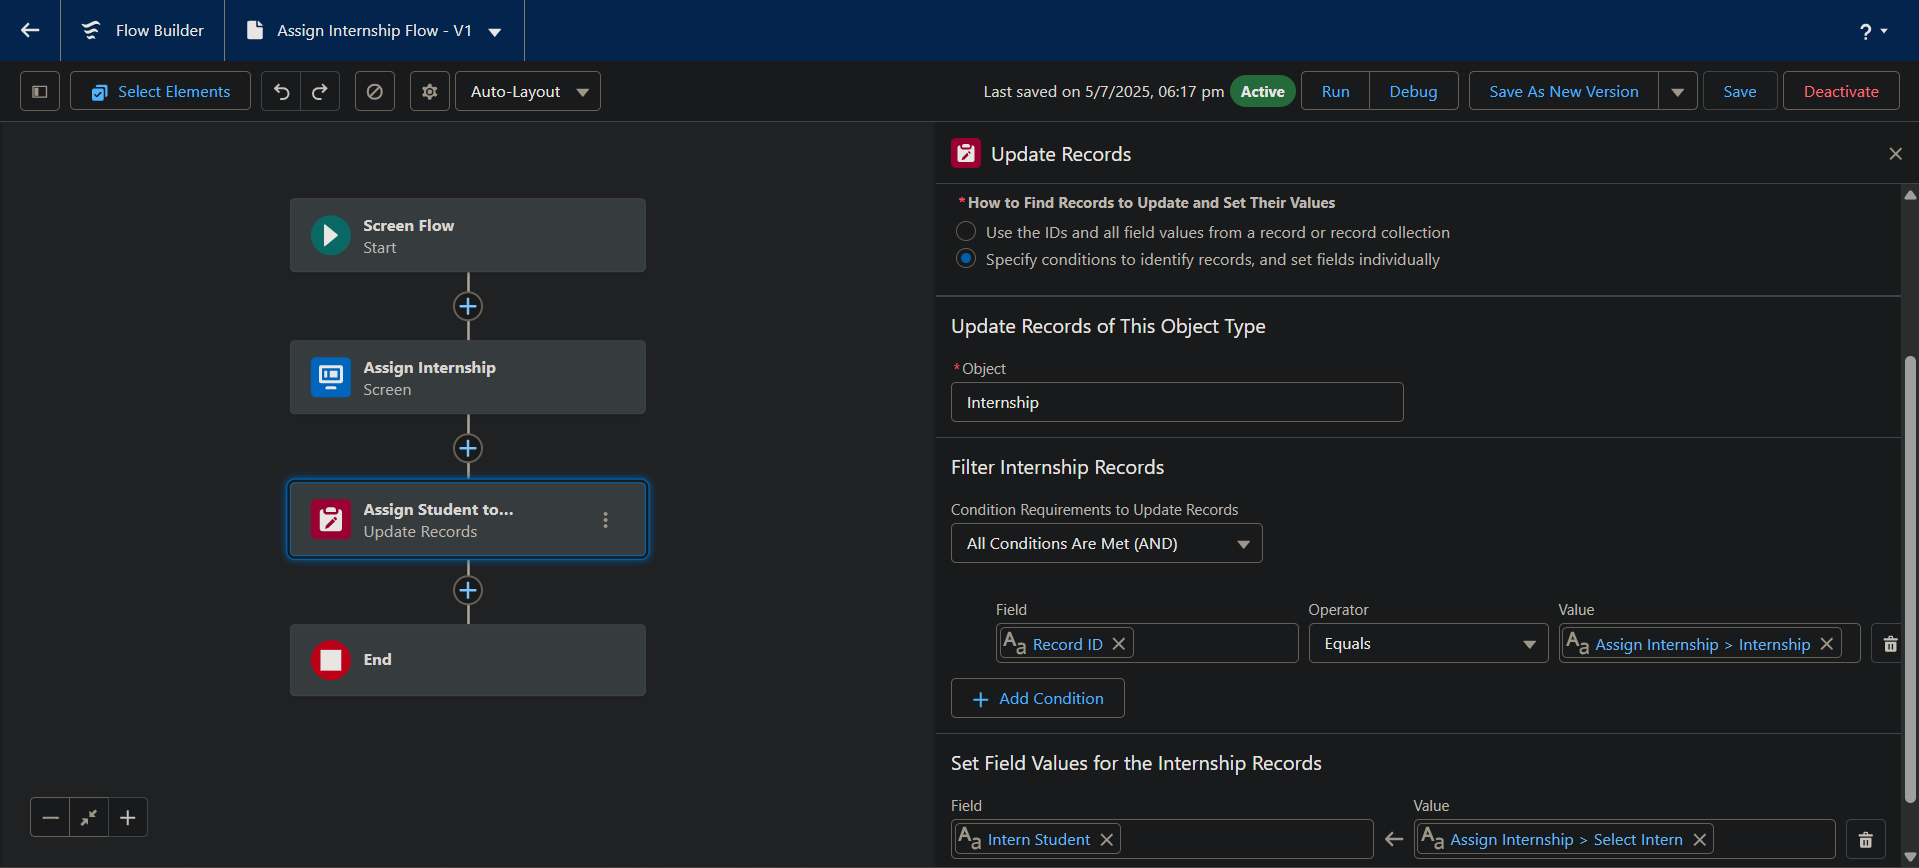 Flow Builder
Assign Internship Flow - V1
?
Select Elements
Auto-Layout
Last saved on 5/7/2025, 06:17 pm
Active
Run
Debug
Save As New Version
Save
Deactivate
Screen Flow
Start
Assign Internship
Screen
Assign Student to...
Update Records
End
Update Records
*How to Find Records to Update and Set Their Values
Use the IDs and all field values from a record or record collection
Specify conditions to identify records, and set fields individually
Update Records of This Object Type
*Object
Internship
Filter Internship Records
Condition Requirements to Update Records
All Conditions Are Met (AND)
Field Operator Value
Aa Record ID Equals Aa Assign Internship > Internship
+ Add Condition
Set Field Values for the Internship Records
Field Value
Aa Intern Student ← Aa Assign Internship > Select Intern